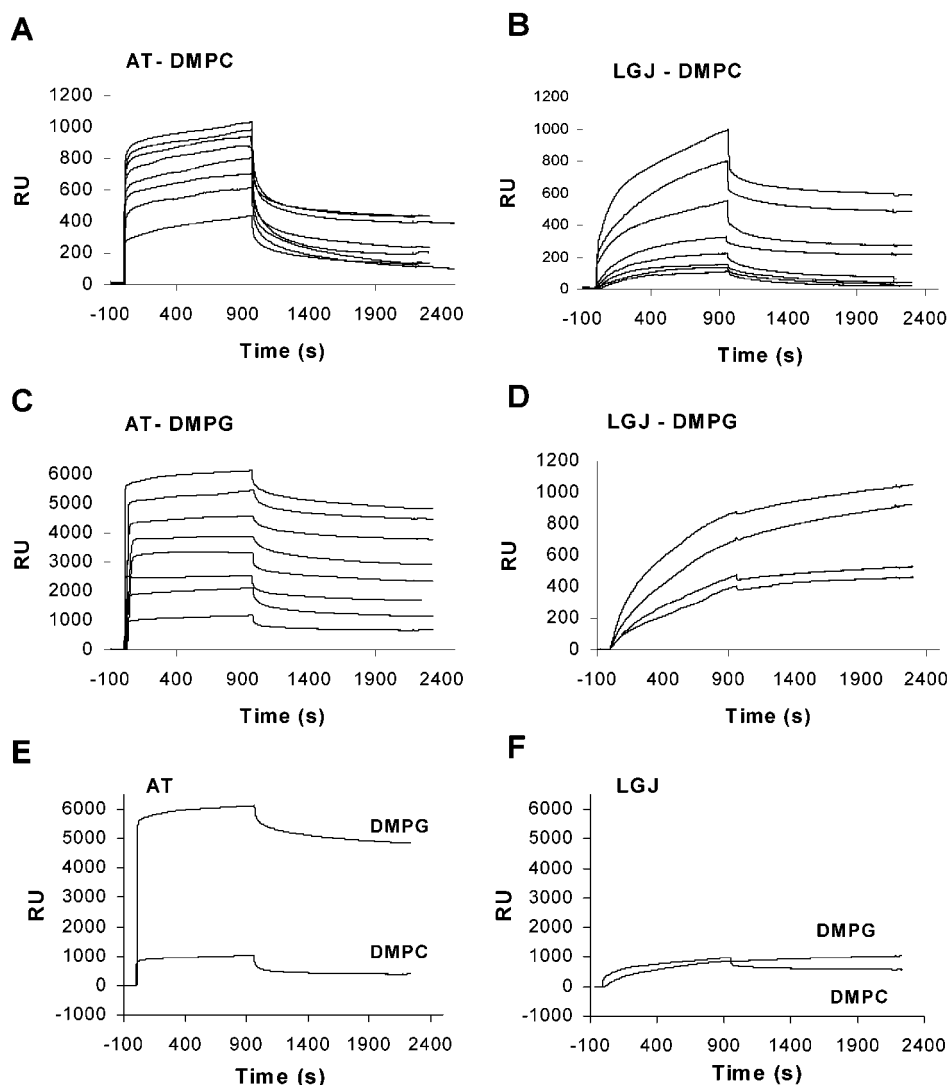 A
AT- DMPC
1200
1000
800
600
400
200
0
RU
-100 400 900 1400 1900 2400
Time (s)
B
LGJ - DMPC
1200
1000
800
600
400
200
0
RU
-100 400 900 1400 1900 2400
Time (s)
C
AT- DMPG
6000
5000
4000
3000
2000
1000
0
RU
-100 400 900 1400 1900 2400
Time (s)
D
LGJ - DMPG
1200
1000
800
600
400
200
0
RU
-100 400 900 1400 1900 2400
Time (s)
E
AT
6000
5000
4000
3000
2000
1000
0
-1000
RU
DMPG
DMPC
-100 400 900 1400 1900 2400
Time (s)
F
LGJ
6000
5000
4000
3000
2000
1000
0
-1000
RU
DMPG
DMPC
-100 400 900 1400 1900 2400
Time (s)